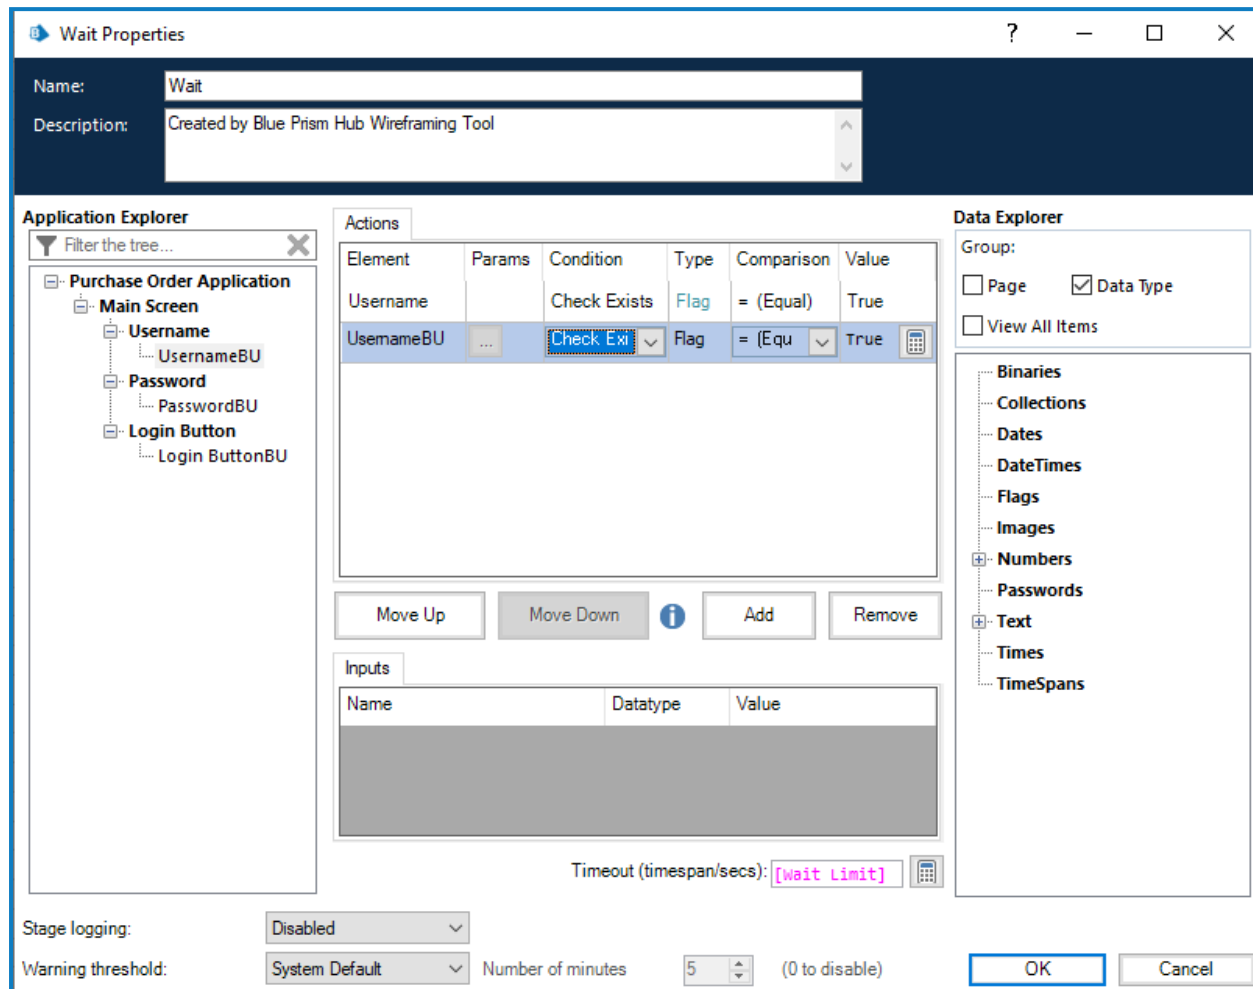 Wait Properties
Name: Wait
Description: Created by Blue Prism Hub Wireframing Tool
Application Explorer
Filter the tree...
Purchase Order Application
Main Screen
Username
UsernameBU
Password
PasswordBU
Login Button
Login ButtonBU
Actions
Element Params Condition Type Comparison Value
Username Check Exists Flag = (Equal) True
UsernameBU ... Check Exi Flag = (Equ True
Move Up Move Down Add Remove
Inputs
Name Datatype Value
Timeout (timespan/secs): [Wait Limit]
Data Explorer
Group:
Page Data Type
View All Items
Binaries
Collections
Dates
DateTimes
Flags
Images
Numbers
Passwords
Text
Times
TimeSpans
Stage logging: Disabled
Warning threshold: System Default Number of minutes 5 (0 to disable)
OK Cancel